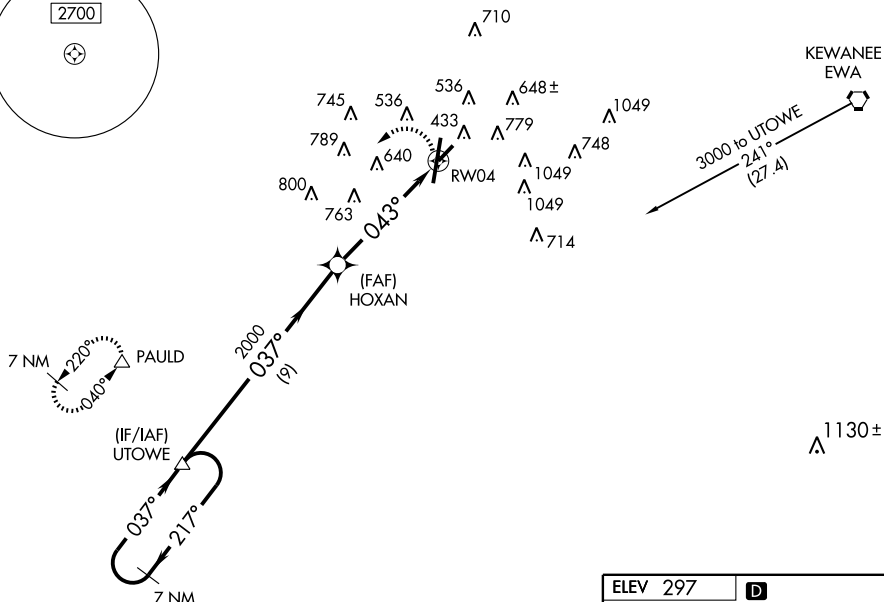 2700
710
KEWANEE
EWA
745
536
536
648±
1049
433
779
789
640
748
3000 to UTOWE
241°
(27.4)
RW04
1049
800
763
1049
043°
714
(FAF)
HOXAN
2000
037°
(9)
7 NM
220°
040°
PAULD
(IF/IAF)
UTOWE
1130±
037°
217°
7 NM
ELEV 297
D